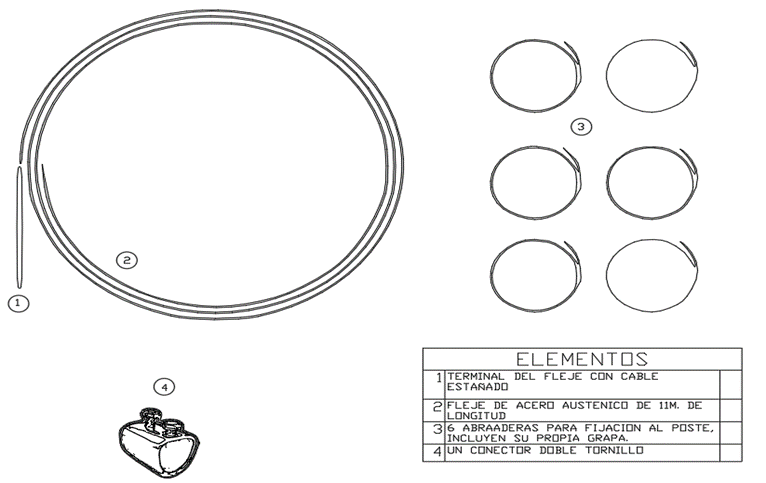 3
2
1
4
ELEMENTOS
1 TERMINAL DEL FLEJE CON CABLE
ESTAÑADO
2 FLEJE DE ACERO AUSTENICO DE 11M. DE
LONGITUD
3 6 ABRAADERAS PARA FIJACION AL POSTE,
INCLUYEN SU PROPIA GRAPA.
4 UN CONECTOR DOBLE TORNILLO